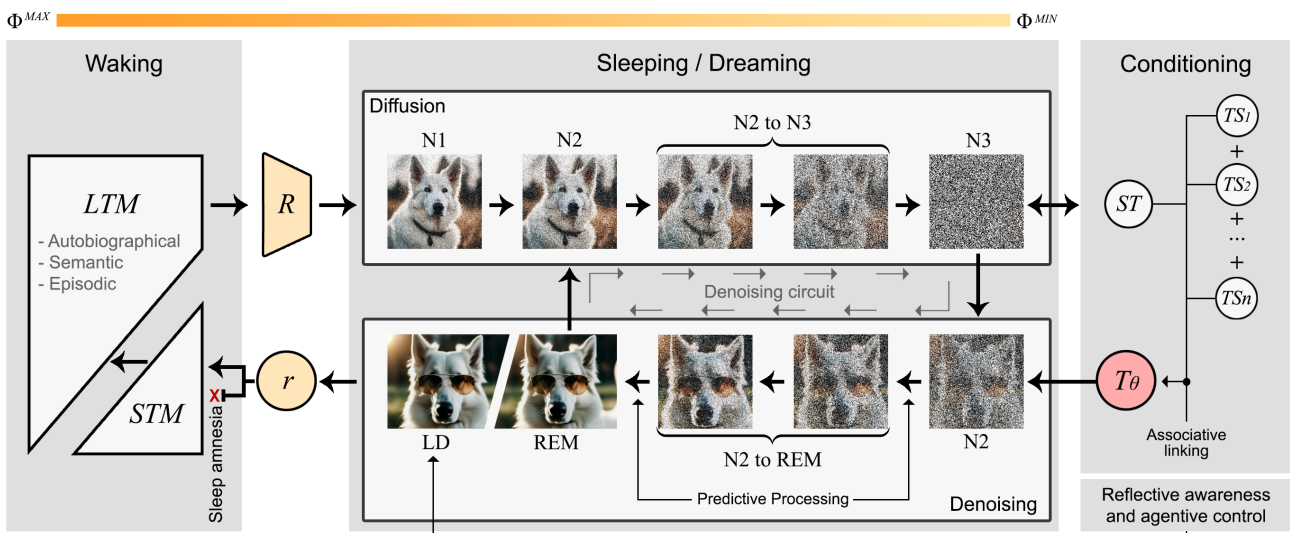 Φ^MAX
Φ^MIN
Waking
Sleeping / Dreaming
Conditioning
LTM
- Autobiographical
- Semantic
- Episodic
STM
Sleep amnesia
X
R
r
Diffusion
N1
N2
N2 to N3
N3
Denoising circuit
LD
REM
N2 to REM
N2
Predictive Processing
Denoising
ST
TS1
+
TS2
+
...
+
TSn
Tθ
Associative
linking
Reflective awareness
and agentive control